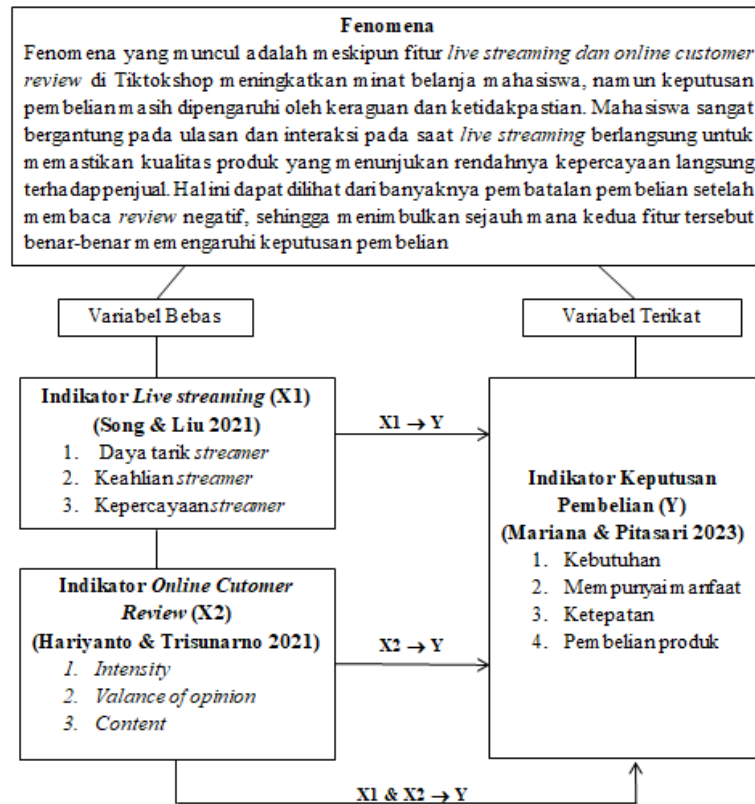 Fenomena
Fenomena yang muncul adalah meskipun fitur live streaming dan online customer
review di Tiktokshop meningkatkan minat belanja mahasiswa, namun keputusan
pembelian masih dipengaruhi oleh keraguan dan ketidakpastian. Mahasiswa sangat
bergantung pada ulasan dan interaksi pada saat live streaming berlangsung untuk
memastikan kualitas produk yang menunjukan rendahnya kepercayaan langsung
terhadap penjual. Hal ini dapat dilihat dari banyaknya pembatalan pembelian setelah
membaca review negatif, sehingga menimbulkan sejauh mana kedua fitur tersebut
benar-benar memengaruhi keputusan pembelian
Variabel Bebas
Variabel Terikat
Indikator Live streaming (X1)
(Song & Liu 2021)
1. Daya tarik streamer
2. Keahlian streamer
3. Kepercayaan streamer
X1 → Y
Indikator Keputusan
Pembelian (Y)
(Mariana & Pitasari 2023)
1. Kebutuhan
2. Mempunyai manfaat
3. Ketepatan
4. Pembelian produk
Indikator Online Cutomer
Review (X2)
(Hariyanto & Trisunarno 2021)
1. Intensity
2. Valance of opinion
3. Content
X2 → Y
X1 & X2 → Y